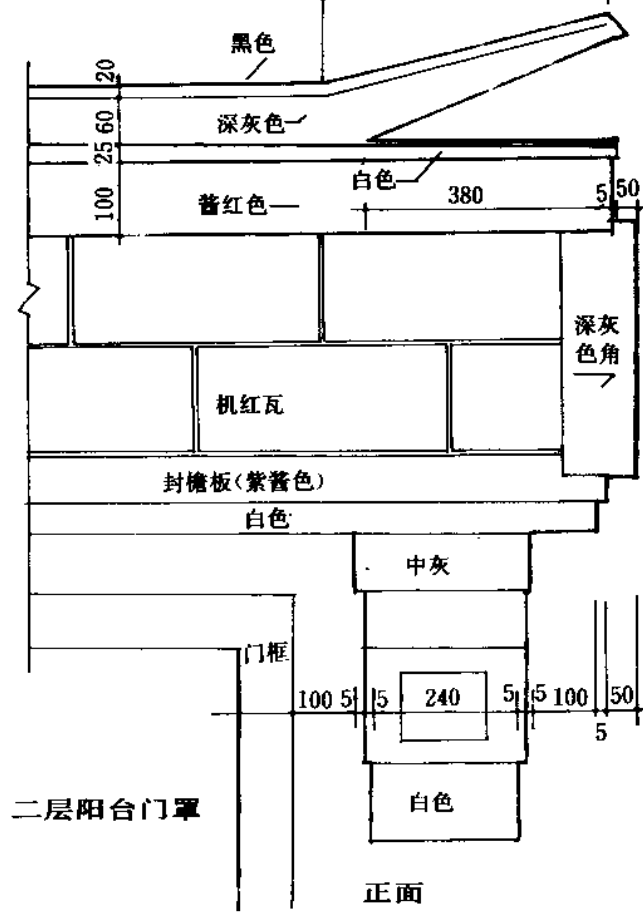 黑色
20
深灰色
60
25
白色
100
酱红色
380
5
50
深灰
色角
机红瓦
封檐板(紫酱色)
白色
中灰
门框
100
5
5
240
5
5
100
5
50
二层阳台门罩
白色
正面